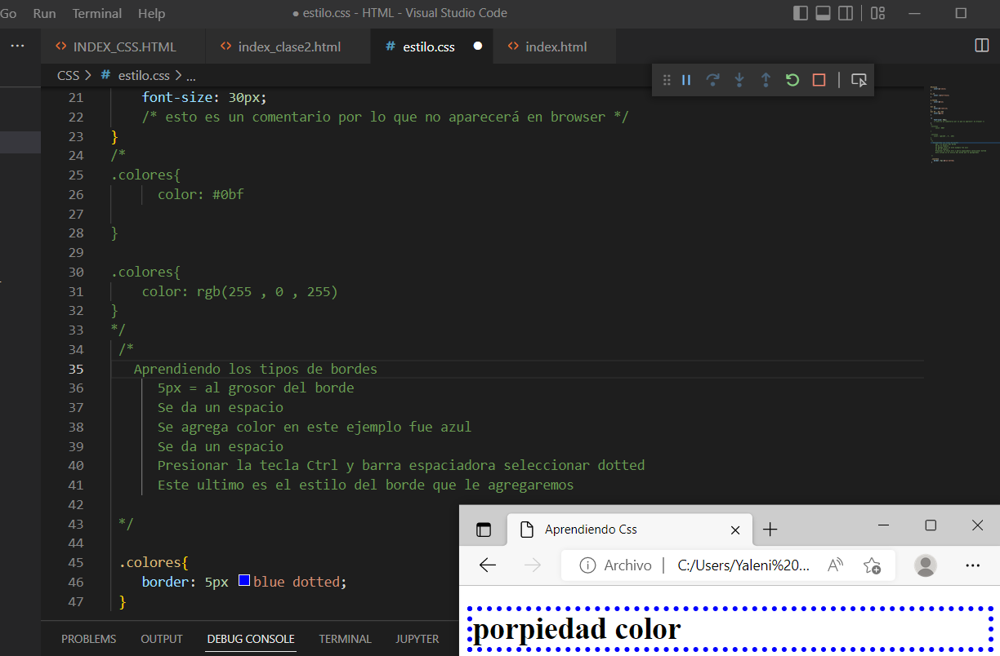 Go Run Terminal Help ● estilo.css - HTML - Visual Studio Code
<> INDEX_CSS.HTML <> index_clase2.html # estilo.css ● <> index.html
CSS > # estilo.css > ...
21 font-size: 30px;
22 /* esto es un comentario por lo que no aparecerá en browser */
23 }
24 /*
25 .colores{
26 color: #0bf
27
28 }
29
30 .colores{
31 color: rgb(255 , 0 , 255)
32 }
33 */
34 /*
35 Aprendiendo los tipos de bordes
36 5px = al grosor del borde
37 Se da un espacio
38 Se agrega color en este ejemplo fue azul
39 Se da un espacio
40 Presionar la tecla Ctrl y barra espaciadora seleccionar dotted
41 Este ultimo es el estilo del borde que le agregaremos
42
43 */
44
45 .colores{
46 border: 5px blue dotted;
47 }
PROBLEMS OUTPUT DEBUG CONSOLE TERMINAL JUPYTER
Aprendiendo Css
Archivo | C:/Users/Yaleni%20...
porpiedad color